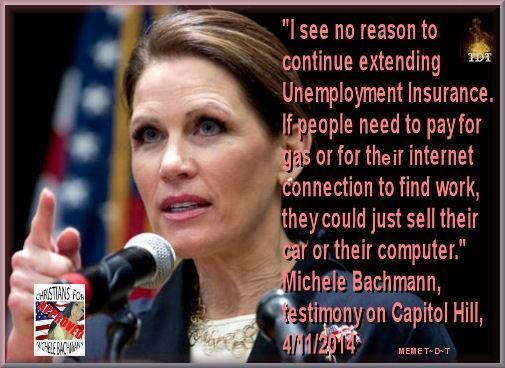 "I see no reason to
continue extending
Unemployment Insurance.
If people need to pay for
gas or for their internet
connection to find work,
they could just sell their
car or their computer."
Michele Bachmann,
testimony on Capitol Hill,
4/11/2014
MEME T~D~T
TDT
CHRISTIANS FOR
APPROVED
MICHELE BACHMANN